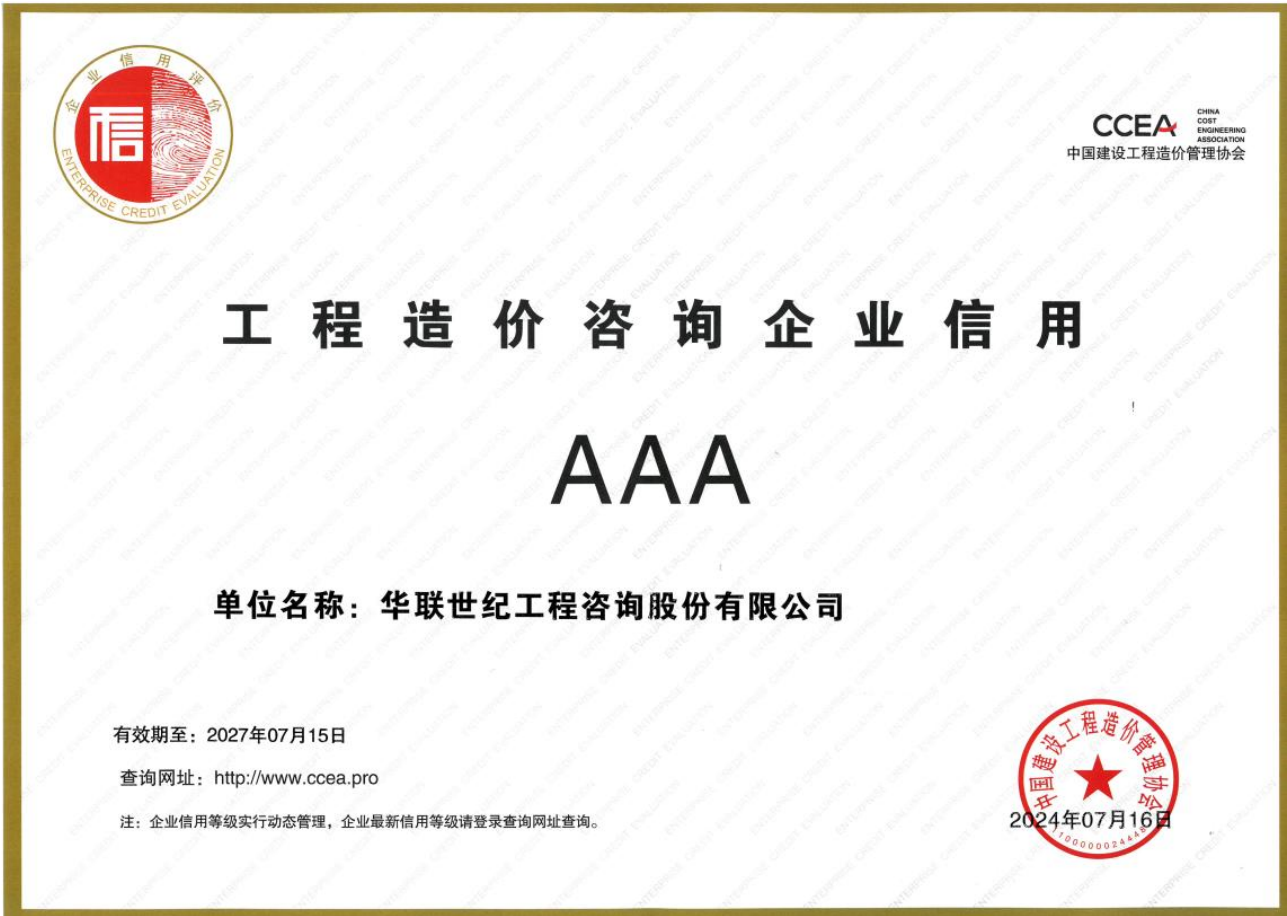 企业信用评价
信
ENTERPRISE CREDIT EVALUATION
CCEA
CHINA
COST
ENGINEERING
ASSOCIATION
中国建设工程造价管理协会
工程造价咨询企业信用
AAA
单位名称：华联世纪工程咨询股份有限公司
有效期至：2027年07月15日
查询网址：http://www.ccea.pro
注：企业信用等级实行动态管理，企业最新信用等级请登录查询网址查询。
中国建设工程造价管理协会
2024年07月16日